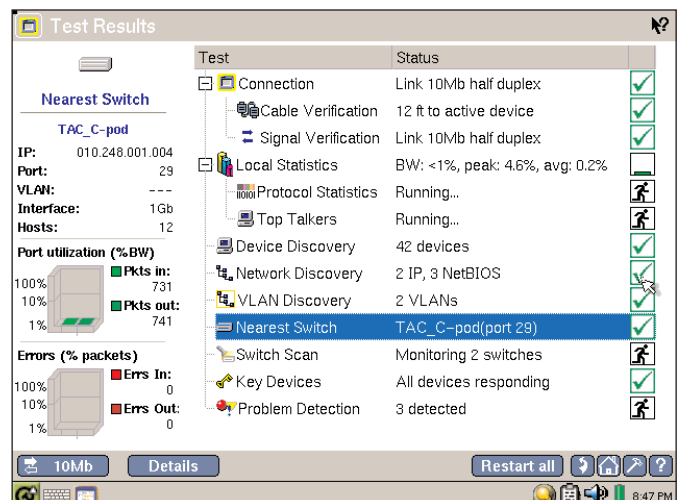 Test Results
Nearest Switch
TAC_C-pod
IP: 010.248.001.004
Port: 29
VLAN: ---
Interface: 1Gb
Hosts: 12
Port utilization (%BW)
100%
10%
1%
Pkts in:
731
Pkts out:
741
Errors (% packets)
100%
10%
1%
Errs In:
0
Errs Out:
0
Test Status
Connection Link 10Mb half duplex
Cable Verification 12 ft to active device
Signal Verification Link 10Mb half duplex
Local Statistics BW: <1%, peak: 4.6%, avg: 0.2%
Protocol Statistics Running...
Top Talkers Running...
Device Discovery 42 devices
Network Discovery 2 IP, 3 NetBIOS
VLAN Discovery 2 VLANs
Nearest Switch TAC_C-pod(port 29)
Switch Scan Monitoring 2 switches
Key Devices All devices responding
Problem Detection 3 detected
10Mb Details Restart all ?
8:47 PM